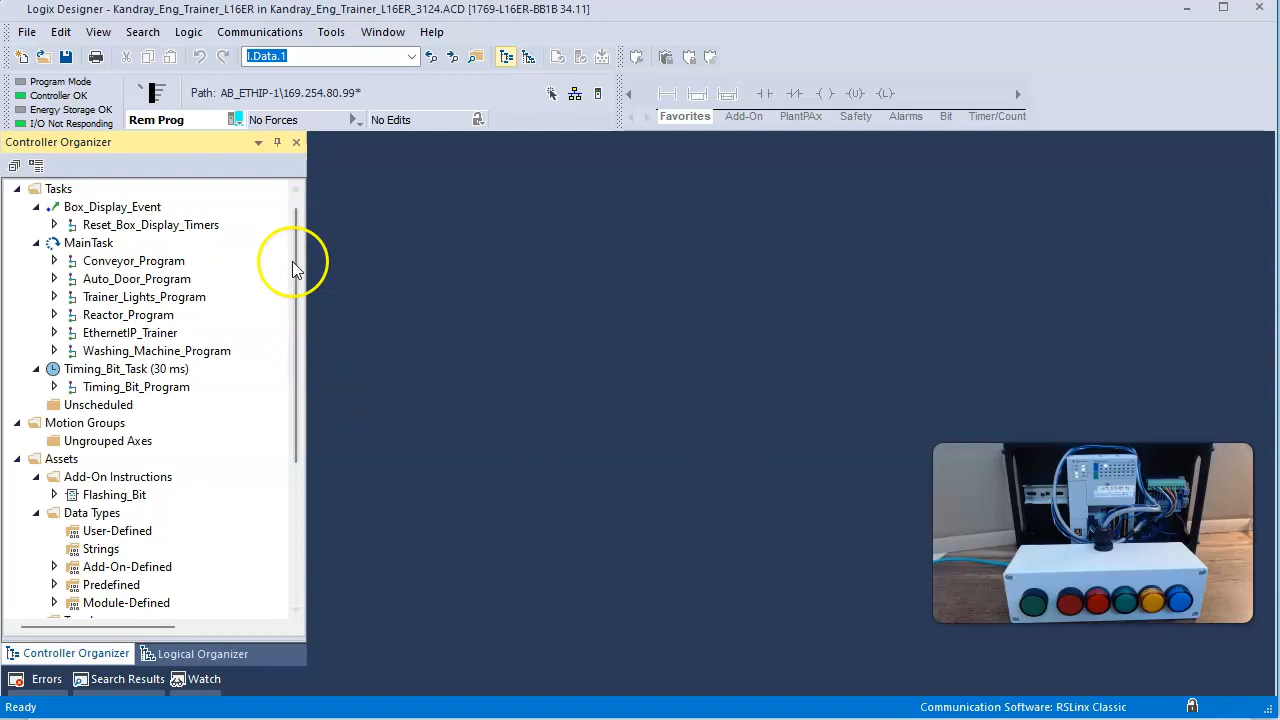 Logix Designer - Kandray_Eng_Trainer_L16ER in Kandray_Eng_Trainer_L16ER_3124.ACD [1769-L16ER-BB1B 34.11]
File Edit View Search Logic Communications Tools Window Help
I.Data.1
Program Mode
Controller OK
Energy Storage OK
I/O Not Responding
Path: AB_ETHIP-1\169.254.80.99*
Rem Prog No Forces No Edits
Favorites Add-On PlantPAx Safety Alarms Bit Timer/Count
Controller Organizer
Tasks
Box_Display_Event
Reset_Box_Display_Timers
MainTask
Conveyor_Program
Auto_Door_Program
Trainer_Lights_Program
Reactor_Program
EthernetIP_Trainer
Washing_Machine_Program
Timing_Bit_Task (30 ms)
Timing_Bit_Program
Unscheduled
Motion Groups
Ungrouped Axes
Assets
Add-On Instructions
Flashing_Bit
Data Types
User-Defined
Strings
Add-On-Defined
Predefined
Module-Defined
Controller Organizer Logical Organizer
Errors Search Results Watch
Ready Communication Software: RSLinx Classic